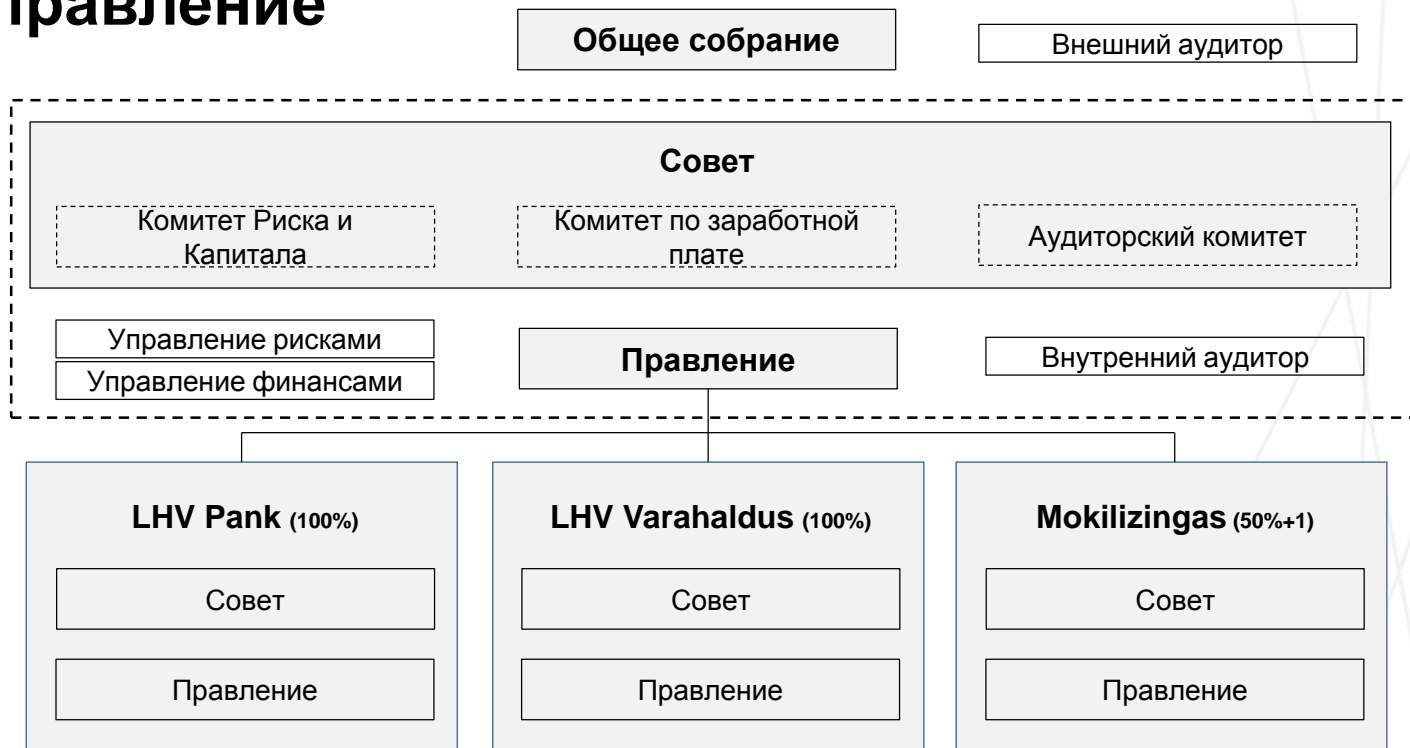 правление
Общее собрание
Внешний аудитор
Совет
Комитет Риска и
Капитала
Комитет по заработной
плате
Аудиторский комитет
Управление рисками
Управление финансами
Правление
Внутренний аудитор
LHV Pank (100%)
Совет
Правление
LHV Varahaldus (100%)
Совет
Правление
Mokilizingas (50%+1)
Совет
Правление